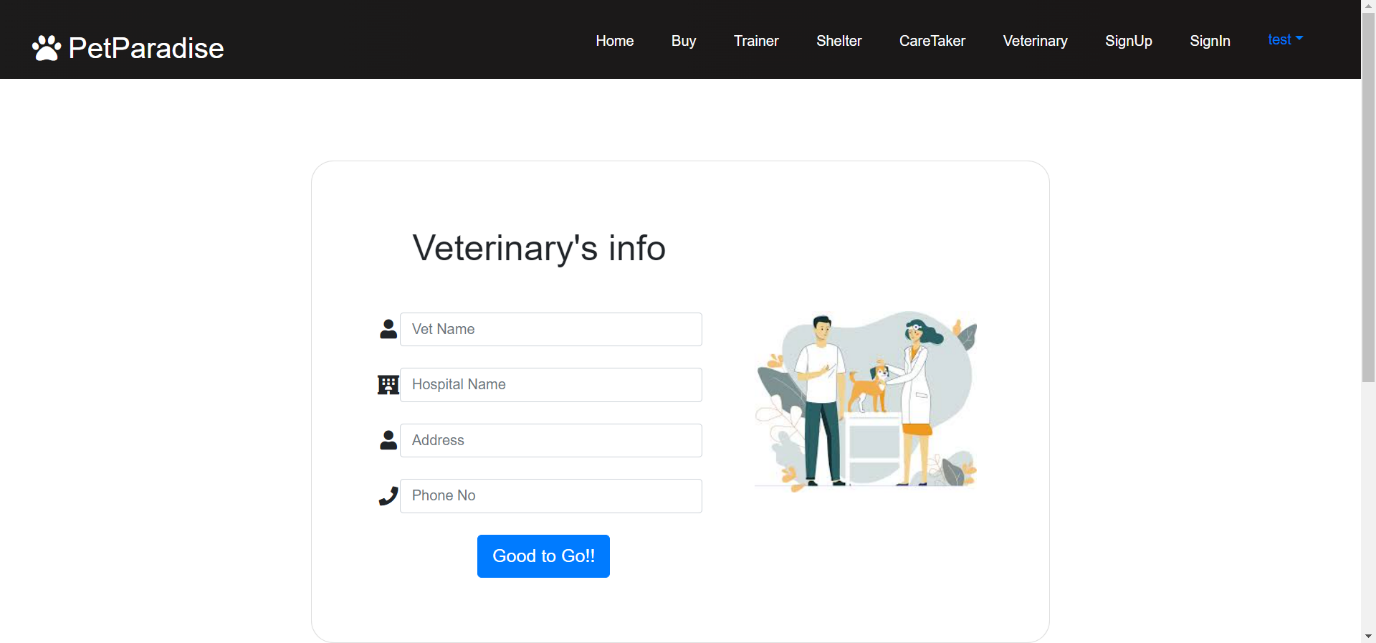 PetParadise
Home Buy Trainer Shelter CareTaker Veterinary SignUp SignIn test
Veterinary's info
Vet Name
Hospital Name
Address
Phone No
Good to Go!!